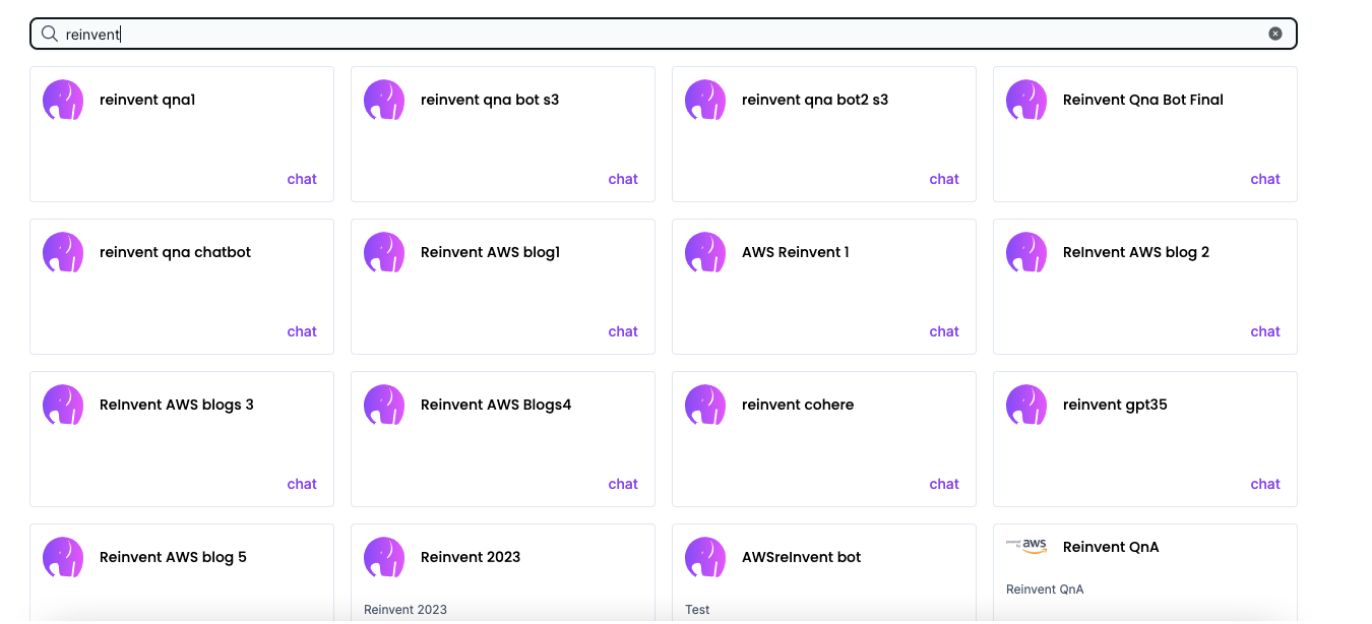 reinvent
reinvent qna1
reinvent qna bot s3
reinvent qna bot2 s3
Reinvent Qna Bot Final
chat
chat
chat
chat
reinvent qna chatbot
Reinvent AWS blog1
AWS Reinvent 1
ReInvent AWS blog 2
chat
chat
chat
chat
ReInvent AWS blogs 3
Reinvent AWS Blogs4
reinvent cohere
reinvent gpt35
chat
chat
chat
chat
Reinvent AWS blog 5
Reinvent 2023
AWSreInvent bot
aws
Reinvent QnA
Reinvent 2023
Test
Reinvent QnA